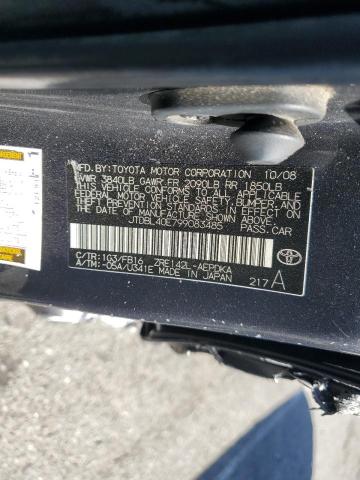 MFD. BY: TOYOTA MOTOR CORPORATION 10/08
GVWR 3840LB GAWR FR 2090LB RR 1850LB
THIS VEHICLE CONFORMS TO ALL APPLICABLE
FEDERAL MOTOR VEHICLE SAFETY, BUMPER, AND
THEFT PREVENTION STANDARDS IN EFFECT ON
THE DATE OF MANUFACTURE SHOWN ABOVE.
JTDBL40E799083485 PASS.CAR
C/TR:1G3/FB16 ZRE142L-AEPDKA
A/TM:-05A/U341E MADE IN JAPAN 217A